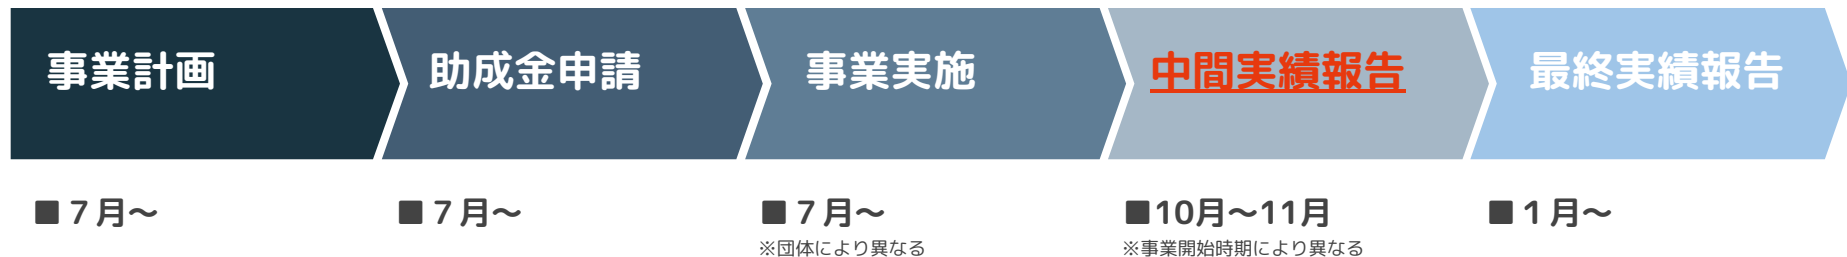 事業計画
助成金申請
事業実施
中間実績報告
最終実績報告
■７月～
■７月～
■７月～
■10月～11月
■１月～
※団体により異なる
※事業開始時期により異なる